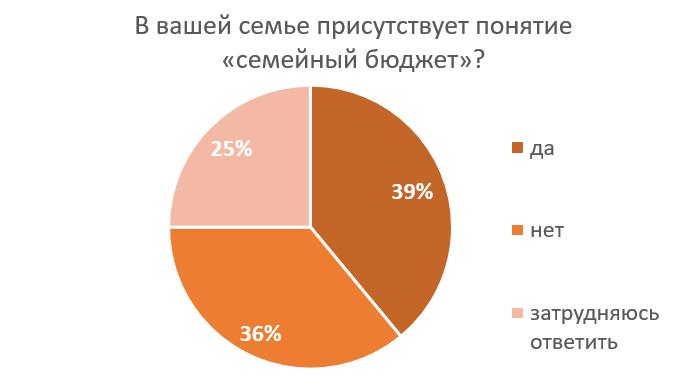 В вашей семье присутствует понятие
«семейный бюджет»?
25%
39%
36%
да
нет
затрудняюсь
ответить